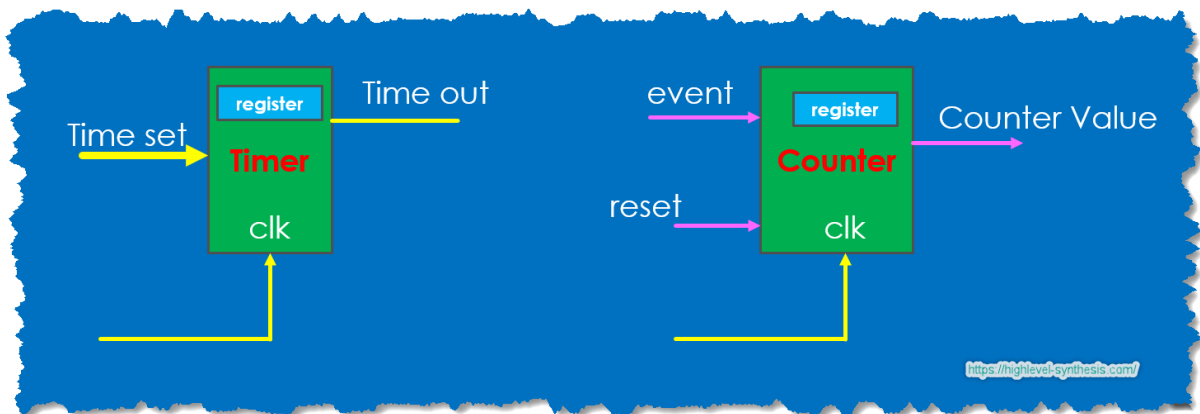 Time set
register
Timer
clk
Time out
event
reset
register
Counter
clk
Counter Value
https://highlevel-synthesis.com/